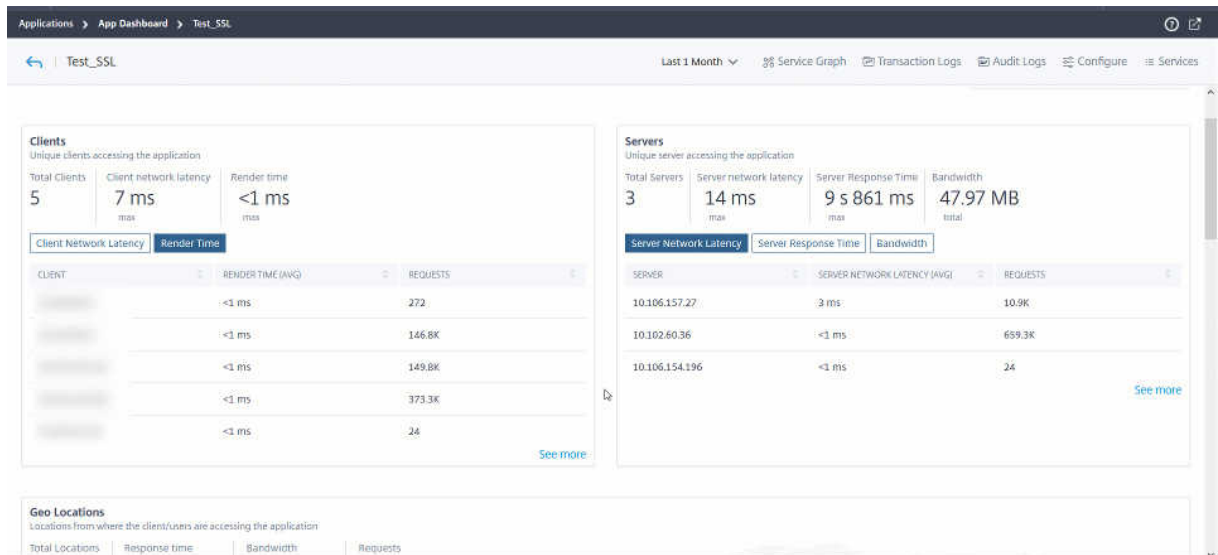 Applications > App Dashboard > Test_SSL
Test_SSL
Last 1 Month
Service Graph
Transaction Logs
Audit Logs
Configure
Services
Clients
Unique clients accessing the application
Total Clients Client network latency Render time
5 7 ms <1 ms
max max
Client Network Latency Render Time
CLIENT RENDER TIME (AVG) REQUESTS
<1 ms 272
<1 ms 146.8K
<1 ms 149.8K
<1 ms 373.3K
<1 ms 24
See more
Servers
Unique server accessing the application
Total Servers Server network latency Server Response Time Bandwidth
3 14 ms 9 s 861 ms 47.97 MB
max max total
Server Network Latency Server Response Time Bandwidth
SERVER SERVER NETWORK LATENCY (AVG) REQUESTS
10.106.157.27 3 ms 10.9K
10.102.60.36 <1 ms 659.3K
10.106.154.196 <1 ms 24
See more
Geo Locations
Locations from where the client/users are accessing the application
Total Locations Response time Bandwidth Requests